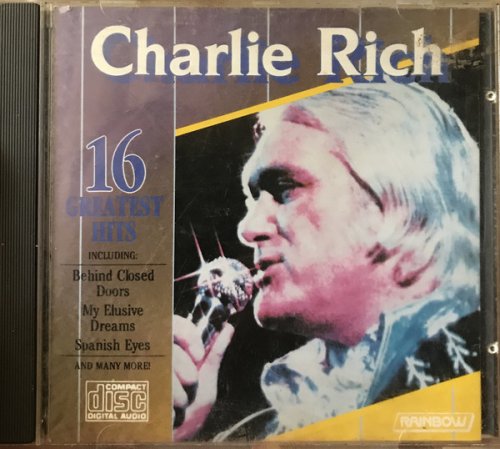 Charlie Rich
16
GREATEST
HITS
INCLUDING:
Behind Closed
Doors
My Elusive
Dreams
Spanish Eyes
AND MANY MORE!
COMPACT
disc
DIGITAL AUDIO
RAINBOW